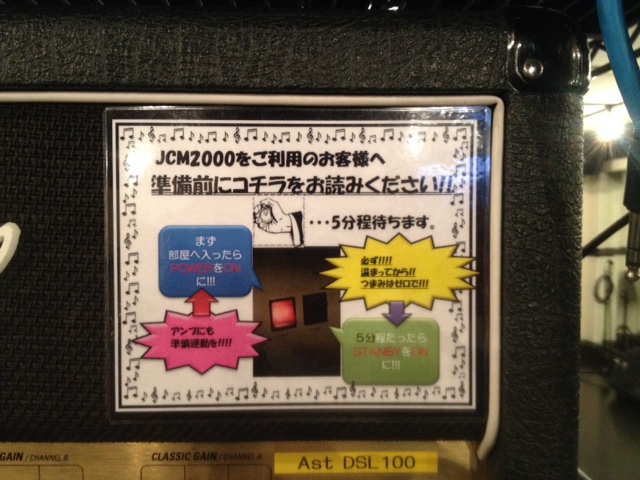 JCM2000をご利用のお客様へ
準備前にコチラをお読みください!!
･･･5分程待ちます。
まず
部屋へ入ったら
POWERをON
に!!!
必ず!!!!
温まってから!!
つまみはゼロで!!!
アンプにも
準備運動を!!!!
5分程たったら
STANBYをON
に!!!
GAIN / CHANNEL B
CLASSIC GAIN / CHANNEL A
Ast DSL100